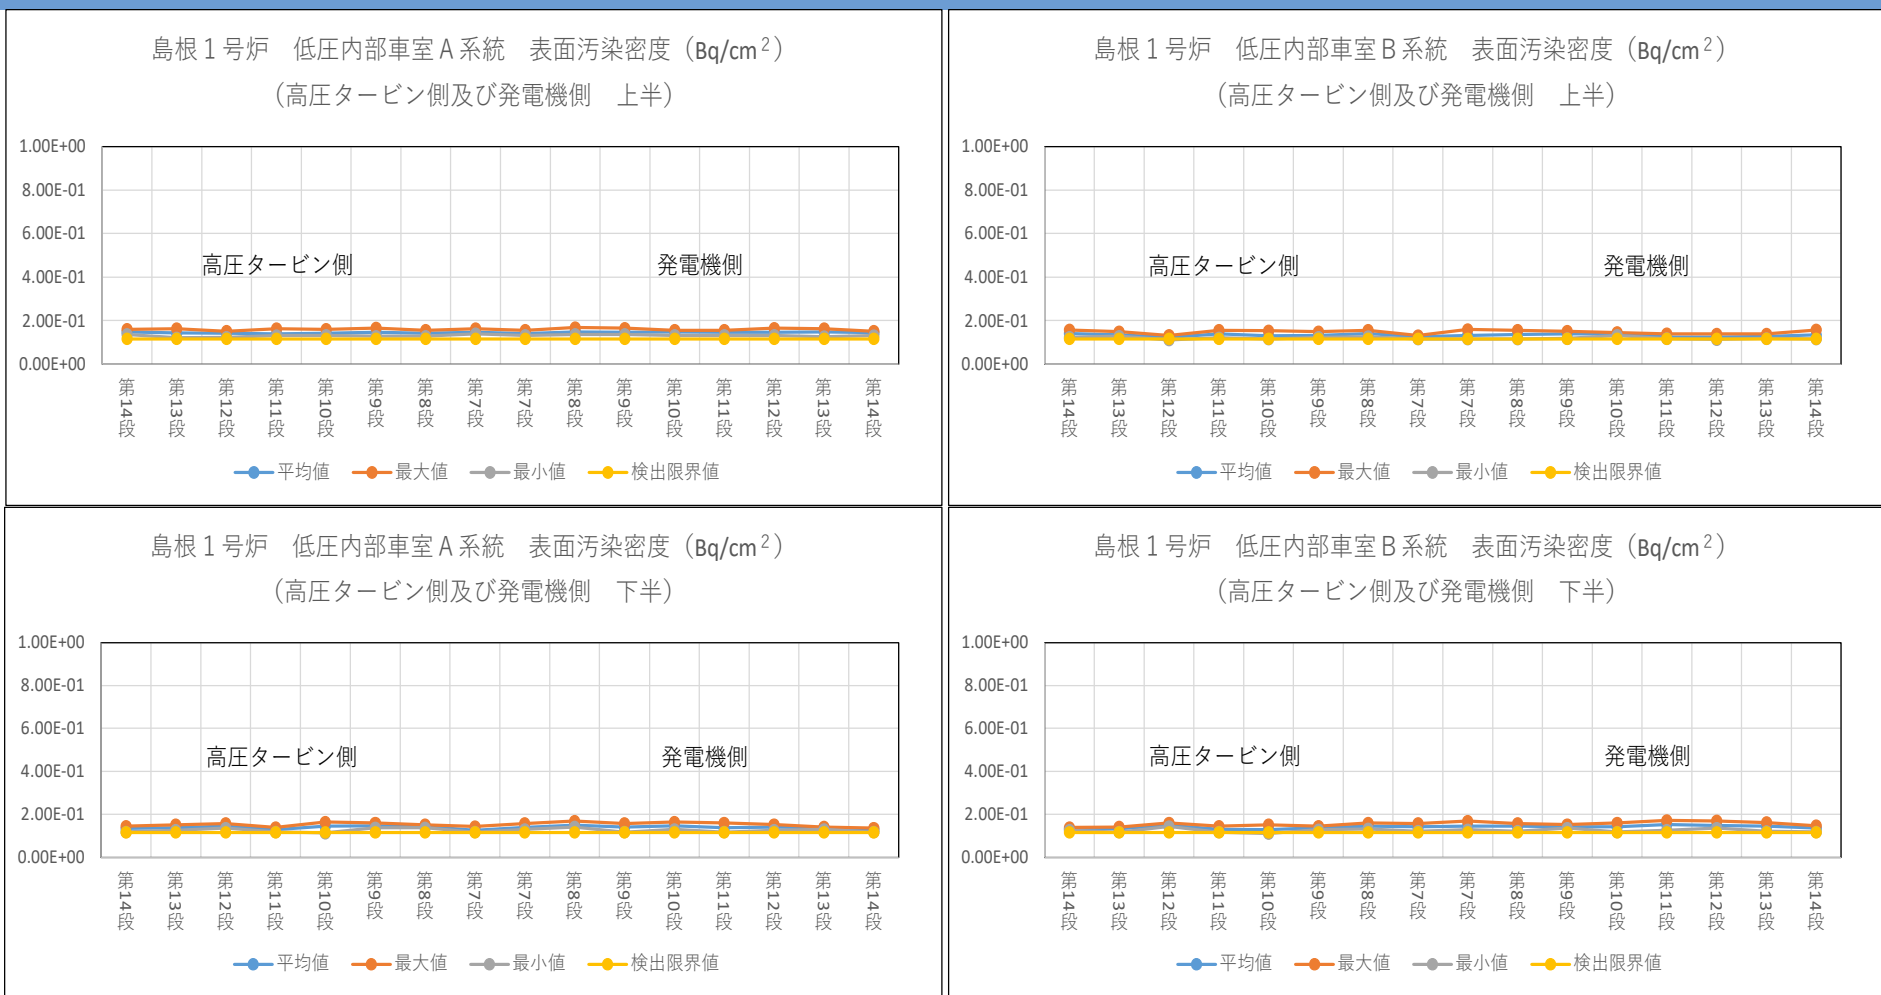 島根１号炉　低圧内部車室Ａ系統　表面汚染密度（Bq/cm²）
（高圧タービン側及び発電機側　上半）
1.00E+00
8.00E-01
6.00E-01
4.00E-01
2.00E-01
0.00E+00
高圧タービン側
発電機側
第14段
第13段
第12段
第11段
第10段
第9段
第8段
第7段
第7段
第8段
第9段
第10段
第11段
第12段
第13段
第14段
平均値 最大値 最小値 検出限界値
島根１号炉　低圧内部車室Ｂ系統　表面汚染密度（Bq/cm²）
（高圧タービン側及び発電機側　上半）
1.00E+00
8.00E-01
6.00E-01
4.00E-01
2.00E-01
0.00E+00
高圧タービン側
発電機側
第14段
第13段
第12段
第11段
第10段
第9段
第8段
第7段
第7段
第8段
第9段
第10段
第11段
第12段
第13段
第14段
平均値 最大値 最小値 検出限界値
島根１号炉　低圧内部車室Ａ系統　表面汚染密度（Bq/cm²）
（高圧タービン側及び発電機側　下半）
1.00E+00
8.00E-01
6.00E-01
4.00E-01
2.00E-01
0.00E+00
高圧タービン側
発電機側
第14段
第13段
第12段
第11段
第10段
第9段
第8段
第7段
第7段
第8段
第9段
第10段
第11段
第12段
第13段
第14段
平均値 最大値 最小値 検出限界値
島根１号炉　低圧内部車室Ｂ系統　表面汚染密度（Bq/cm²）
（高圧タービン側及び発電機側　下半）
1.00E+00
8.00E-01
6.00E-01
4.00E-01
2.00E-01
0.00E+00
高圧タービン側
発電機側
第14段
第13段
第12段
第11段
第10段
第9段
第8段
第7段
第7段
第8段
第9段
第10段
第11段
第12段
第13段
第14段
平均値 最大値 最小値 検出限界値